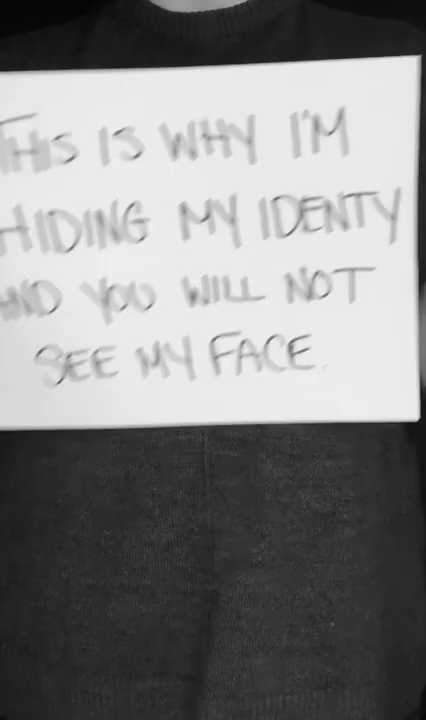 THIS IS WHY I'M
HIDING MY IDENTY
AND YOU WILL NOT
SEE MY FACE.